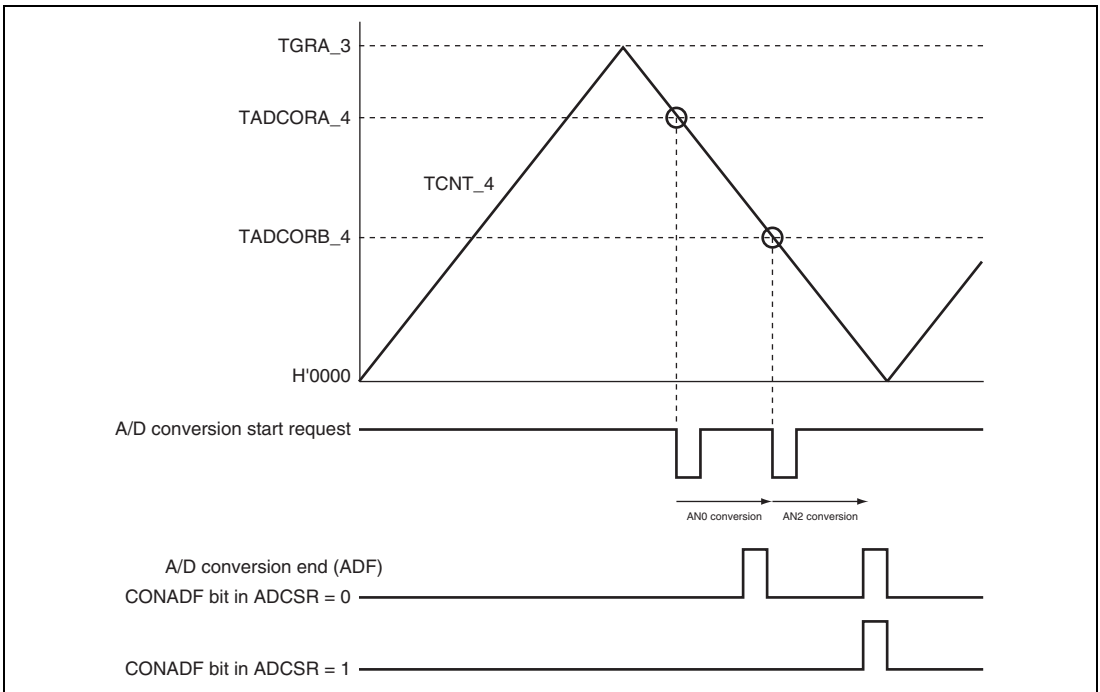 TGRA_3
TADCORA_4
TCNT_4
TADCORB_4
H'0000
A/D conversion start request
AN0 conversion
AN2 conversion
A/D conversion end (ADF)
CONADF bit in ADCSR = 0
CONADF bit in ADCSR = 1